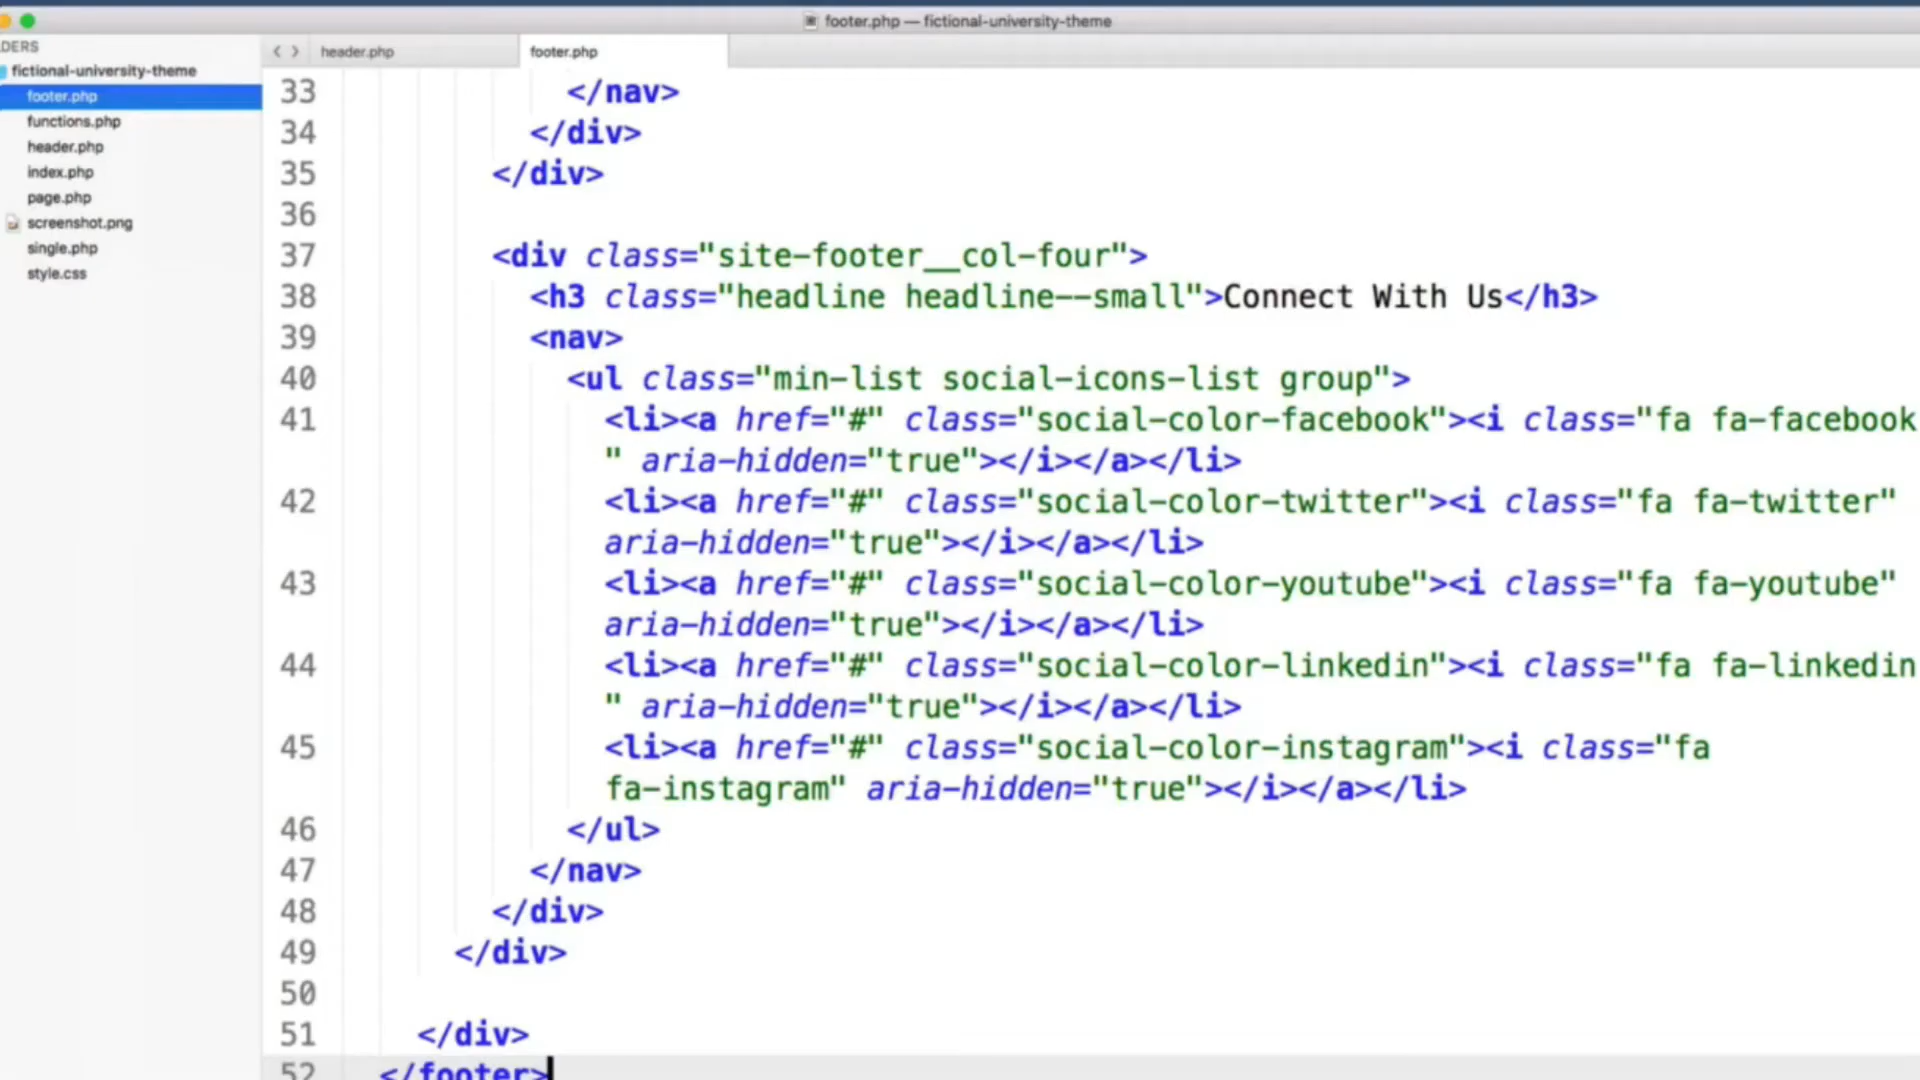 footer.php — fictional-university-theme
DERS
fictional-university-theme
footer.php
functions.php
header.php
index.php
page.php
screenshot.png
single.php
style.css
header.php
footer.php
33 </nav>
34 </div>
35 </div>
36
37 <div class="site-footer__col-four">
38 <h3 class="headline headline--small">Connect With Us</h3>
39 <nav>
40 <ul class="min-list social-icons-list group">
41 <li><a href="#" class="social-color-facebook"><i class="fa fa-facebook
" aria-hidden="true"></i></a></li>
42 <li><a href="#" class="social-color-twitter"><i class="fa fa-twitter"
aria-hidden="true"></i></a></li>
43 <li><a href="#" class="social-color-youtube"><i class="fa fa-youtube"
aria-hidden="true"></i></a></li>
44 <li><a href="#" class="social-color-linkedin"><i class="fa fa-linkedin
" aria-hidden="true"></i></a></li>
45 <li><a href="#" class="social-color-instagram"><i class="fa
fa-instagram" aria-hidden="true"></i></a></li>
46 </ul>
47 </nav>
48 </div>
49 </div>
50
51 </div>
52 </footer>